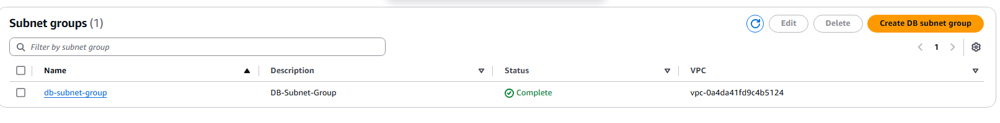 Subnet groups (1)
Edit
Delete
Create DB subnet group
Filter by subnet group
1
Name
Description
Status
VPC
db-subnet-group
DB-Subnet-Group
Complete
vpc-0a4da41fd9c4b5124